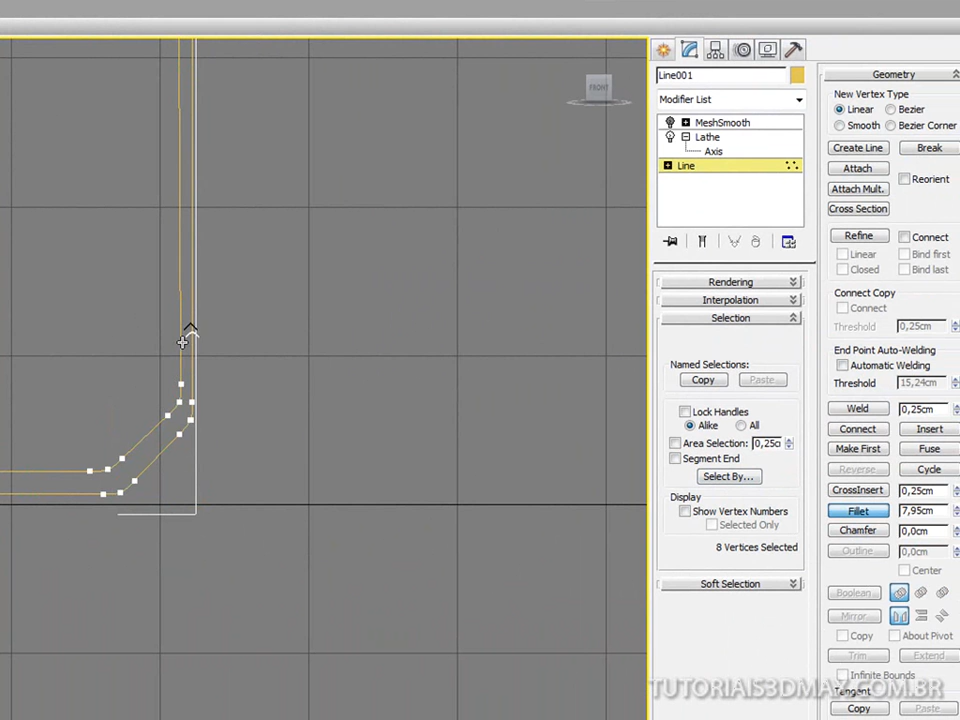 FRONT
Line001
Modifier List
MeshSmooth
Lathe
Axis
Line
Rendering
Interpolation
Selection
Named Selections:
Copy Paste
Lock Handles
Alike All
Area Selection: 0,25c
Segment End
Select By...
Display
Show Vertex Numbers
Selected Only
8 Vertices Selected
Soft Selection
Geometry
New Vertex Type
Linear Bezier
Smooth Bezier Corner
Create Line Break
Attach
Reorient
Attach Mult.
Cross Section
Refine Connect
Linear Bind first
Closed Bind last
Connect Copy
Connect
Threshold 0,25cm
End Point Auto-Welding
Automatic Welding
Threshold 15,24cm
Weld 0,25cm
Connect Insert
Make First Fuse
Reverse Cycle
CrossInsert 0,25cm
Fillet 7,95cm
Chamfer 0,0cm
Outline 0,0cm
Center
Boolean
Mirror
Copy About Pivot
Trim Extend
Infinite Bounds
Tangent
Copy Paste
TUTORIAIS3DMAX.COM.BR